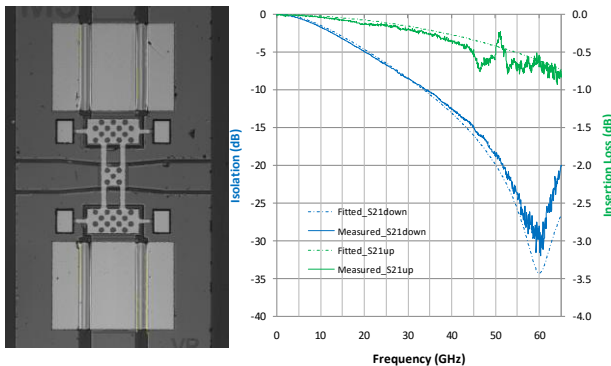 0
-5
-10
-15
-20
-25
-30
-35
-40
Isolation (dB)
0.0
-0.5
-1.0
-1.5
-2.0
-2.5
-3.0
-3.5
-4.0
Insertion Loss (dB)
Fitted_S21down
Measured_S21down
Fitted_S21up
Measured_S21up
0 10 20 30 40 50 60
Frequency (GHz)